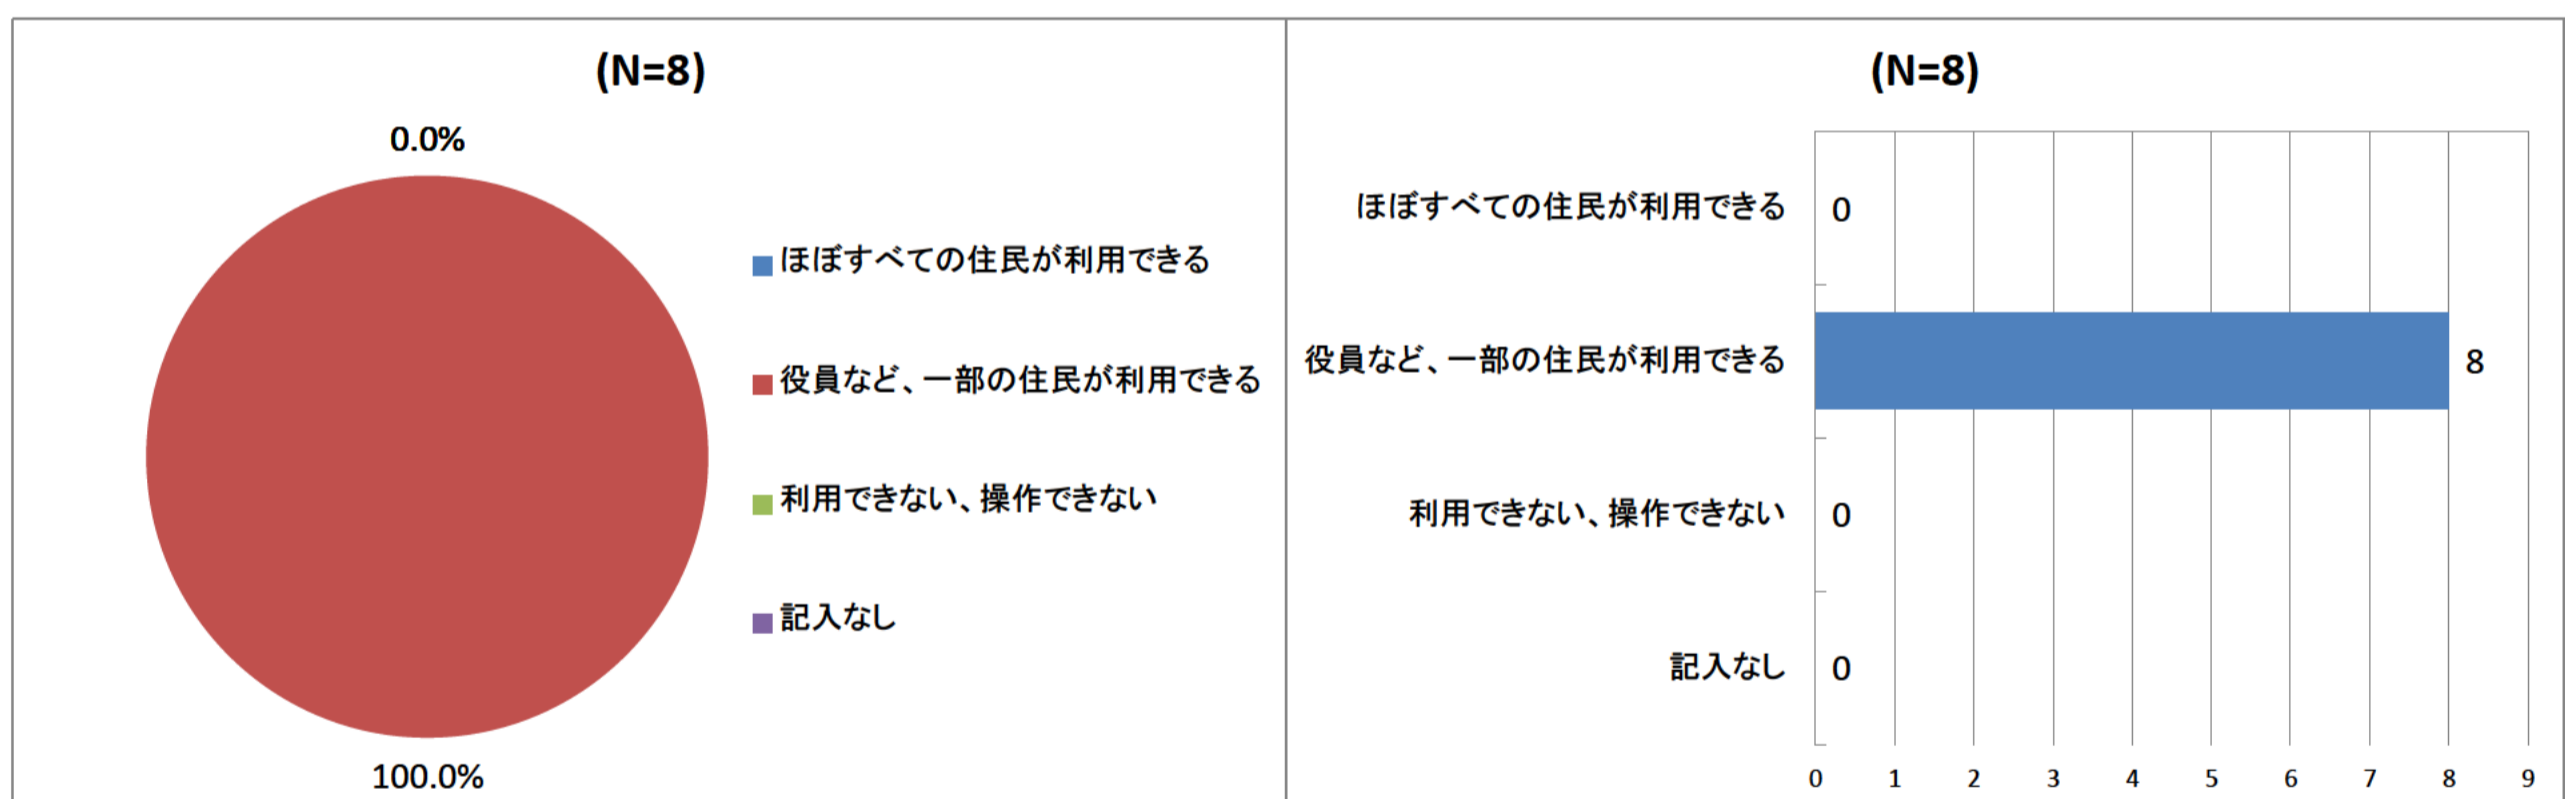 (N=8)
0.0%
100.0%
ほぼすべての住民が利用できる
役員など、一部の住民が利用できる
利用できない、操作できない
記入なし
(N=8)
ほぼすべての住民が利用できる 0
役員など、一部の住民が利用できる 8
利用できない、操作できない 0
記入なし 0
0 1 2 3 4 5 6 7 8 9